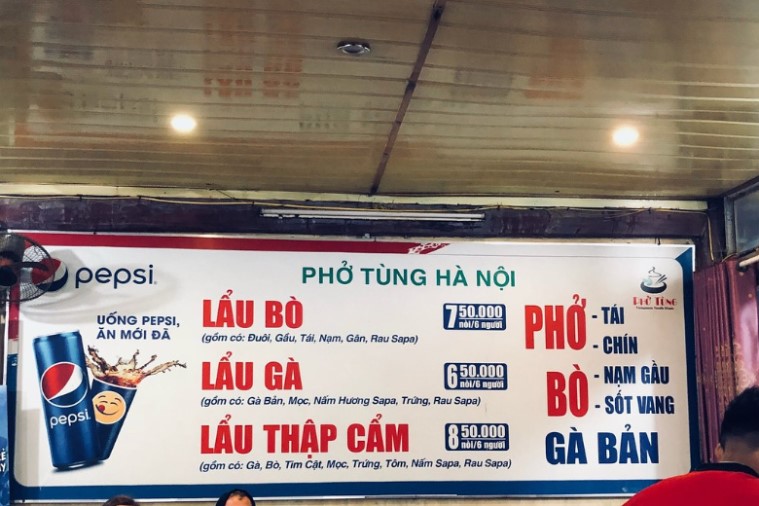 pepsi
PHỞ TÙNG HÀ NỘI
PHỞ TÙNG
UỐNG PEPSI,
ĂN MỚI ĐÃ
pepsi
LẨU BÒ
750.000
nồi/6 người
(gồm có: Đuôi, Gầu, Tái, Nạm, Gân, Rau Sapa)
LẨU GÀ
650.000
nồi/6 người
(gồm có: Gà Bản, Mọc, Nấm Hương Sapa, Trứng, Rau Sapa)
LẨU THẬP CẨM
850.000
nồi/6 người
(gồm có: Gà, Bò, Tim Cật, Mọc, Trứng, Tôm, Nấm Sapa, Rau Sapa)
PHỞ BÒ
- TÁI
- CHÍN
- NẠM GẦU
- SỐT VANG
GÀ BẢN